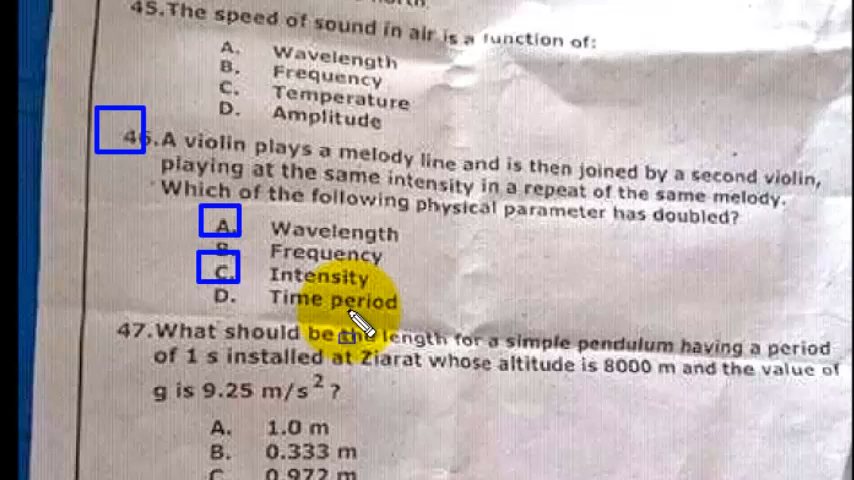 45.The speed of sound in air is a function of:
A. Wavelength
B. Frequency
C. Temperature
D. Amplitude
46.A violin plays a melody line and is then joined by a second violin,
playing at the same intensity in a repeat of the same melody.
Which of the following physical parameter has doubled?
A. Wavelength
B. Frequency
C. Intensity
D. Time period
47.What should be the length for a simple pendulum having a period
of 1 s installed at Ziarat whose altitude is 8000 m and the value of
g is 9.25 m/s²?
A. 1.0 m
B. 0.333 m
C. 0.972 m